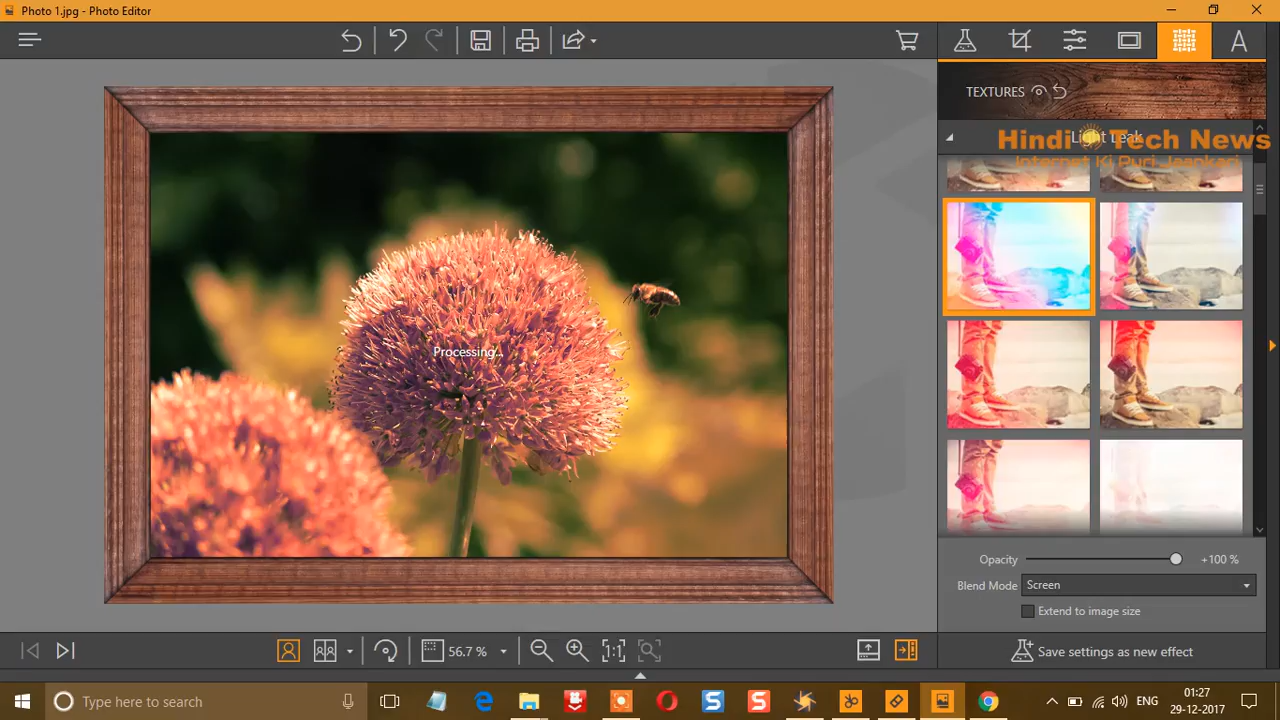 Photo 1.jpg - Photo Editor
TEXTURES
Light Leak
Hindi Tech News
Internet Ki Puri Jaankari
Processing...
Opacity +100 %
Blend Mode Screen
Extend to image size
56.7 %
Save settings as new effect
Type here to search
ENG
01:27
29-12-2017